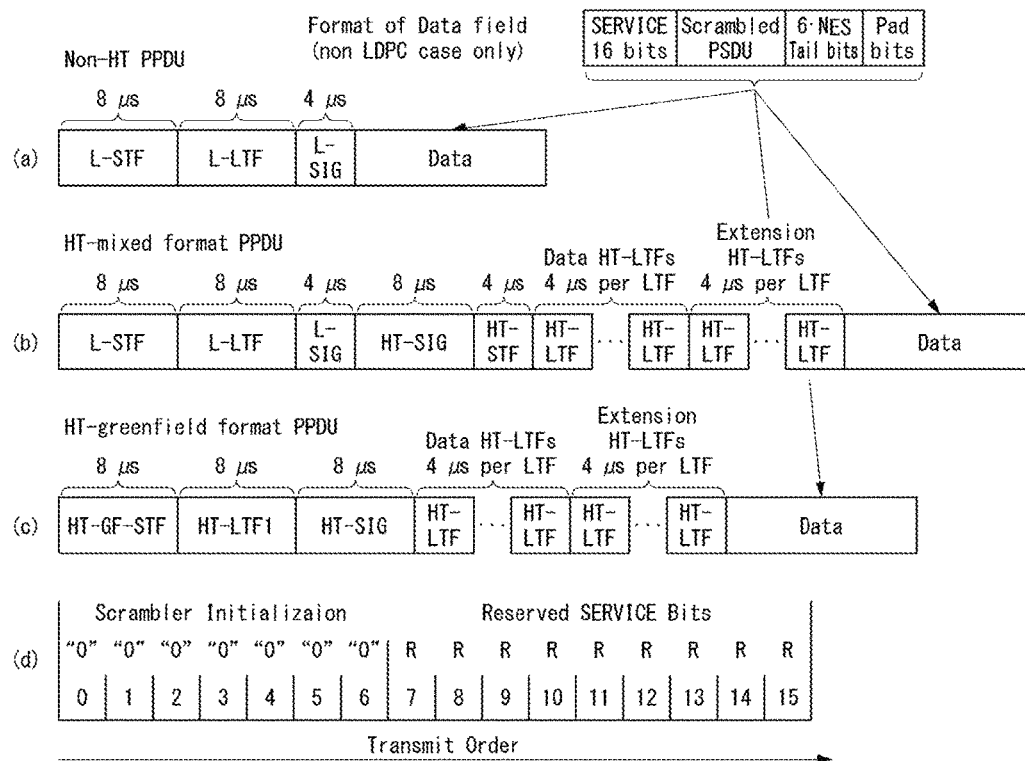 Format of Data field
(non LDPC case only)
SERVICE 16 bits Scrambled PSDU 6·NES Tail bits Pad bits
Non-HT PPDU
8 μs 8 μs 4 μs
(a) L-STF L-LTF L-SIG Data
HT-mixed format PPDU
Data HT-LTFs Extension HT-LTFs
8 μs 8 μs 4 μs 8 μs 4 μs 4 μs per LTF 4 μs per LTF
(b) L-STF L-LTF L-SIG HT-SIG HT-STF HT-LTF ... HT-LTF HT-LTF ... HT-LTF Data
HT-greenfield format PPDU
Data HT-LTFs Extension HT-LTFs
8 μs 8 μs 8 μs 4 μs per LTF 4 μs per LTF
(c) HT-GF-STF HT-LTF1 HT-SIG HT-LTF ... HT-LTF HT-LTF ... HT-LTF Data
Scrambler Initializaion Reserved SERVICE Bits
(d) "0" "0" "0" "0" "0" "0" "0" R R R R R R R R R
0 1 2 3 4 5 6 7 8 9 10 11 12 13 14 15
Transmit Order